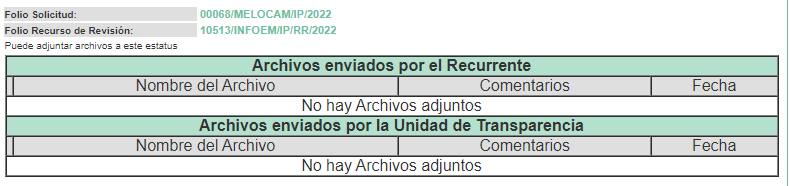 Folio Solicitud: 00068/MELOCAM/IP/2022
Folio Recurso de Revisión: 10513/INFOEM/IP/RR/2022
Puede adjuntar archivos a este estatus
Archivos enviados por el Recurrente
Nombre del Archivo Comentarios Fecha
No hay Archivos adjuntos
Archivos enviados por la Unidad de Transparencia
Nombre del Archivo Comentarios Fecha
No hay Archivos adjuntos